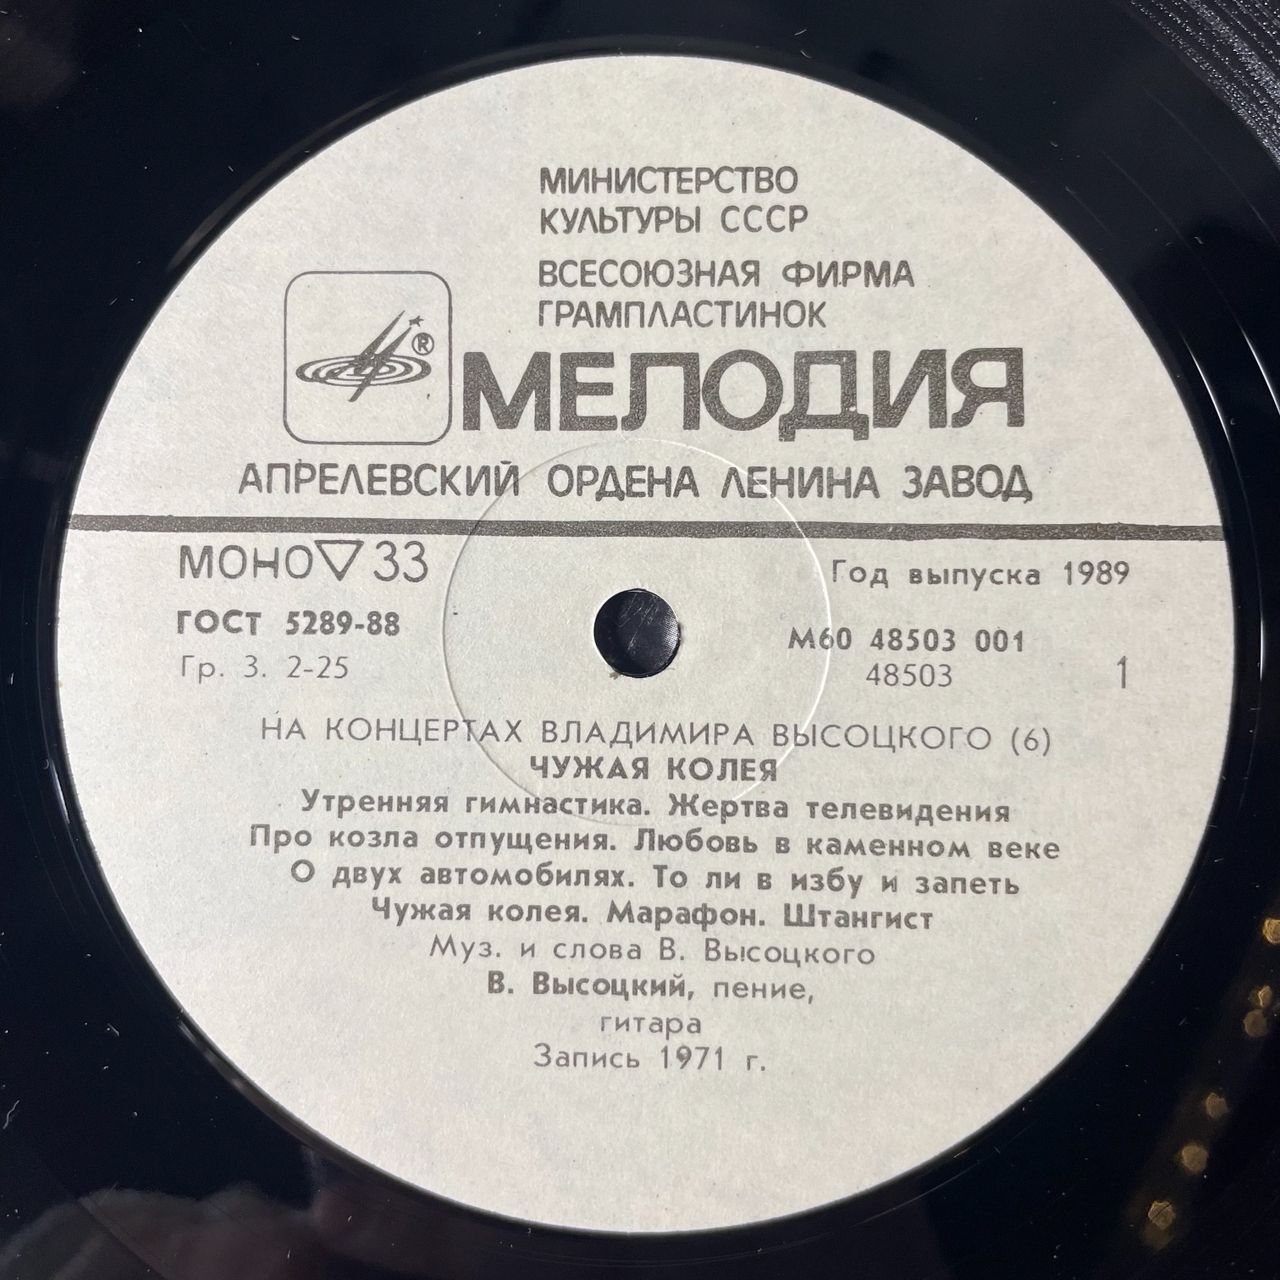 МИНИСТЕРСТВО
КУЛЬТУРЫ СССР
ВСЕСОЮЗНАЯ ФИРМА
ГРАМПЛАСТИНОК
®
МЕЛОДИЯ
АПРЕЛЕВСКИЙ ОРДЕНА ЛЕНИНА ЗАВОД
МОНО ▽ 33
Год выпуска 1989
ГОСТ 5289-88
М60 48503 001
Гр. 3. 2-25
48503
1
НА КОНЦЕРТАХ ВЛАДИМИРА ВЫСОЦКОГО (6)
ЧУЖАЯ КОЛЕЯ
Утренняя гимнастика. Жертва телевидения
Про козла отпущения. Любовь в каменном веке
О двух автомобилях. То ли в избу и запеть
Чужая колея. Марафон. Штангист
Муз. и слова В. Высоцкого
В. Высоцкий, пение,
гитара
Запись 1971 г.